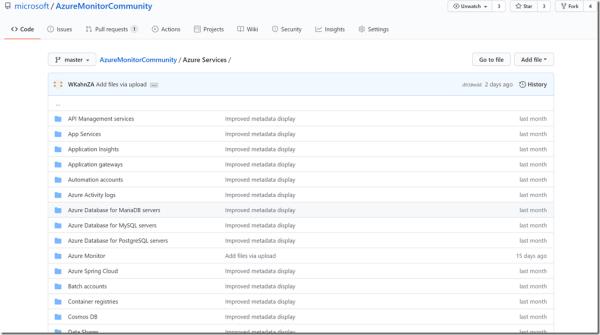 microsoft / AzureMonitorCommunity
Unwatch 3 Star 3 Fork 4
Code Issues Pull requests 1 Actions Projects Wiki Security Insights Settings
master AzureMonitorCommunity / Azure Services / Go to file Add file
WKahnZA Add files via upload ... 2 days ago History
..
API Management services Improved metadata display last month
App Services Improved metadata display last month
Application Insights Improved metadata display last month
Application gateways Improved metadata display last month
Automation accounts Improved metadata display last month
Azure Activity logs Improved metadata display last month
Azure Database for MariaDB servers Improved metadata display last month
Azure Database for MySQL servers Improved metadata display last month
Azure Database for PostgreSQL servers Improved metadata display last month
Azure Monitor Add files via upload 15 days ago
Azure Spring Cloud Improved metadata display last month
Batch accounts Improved metadata display last month
Container registries Improved metadata display last month
Cosmos DB Improved metadata display last month
Data Shares Improved metadata display last month